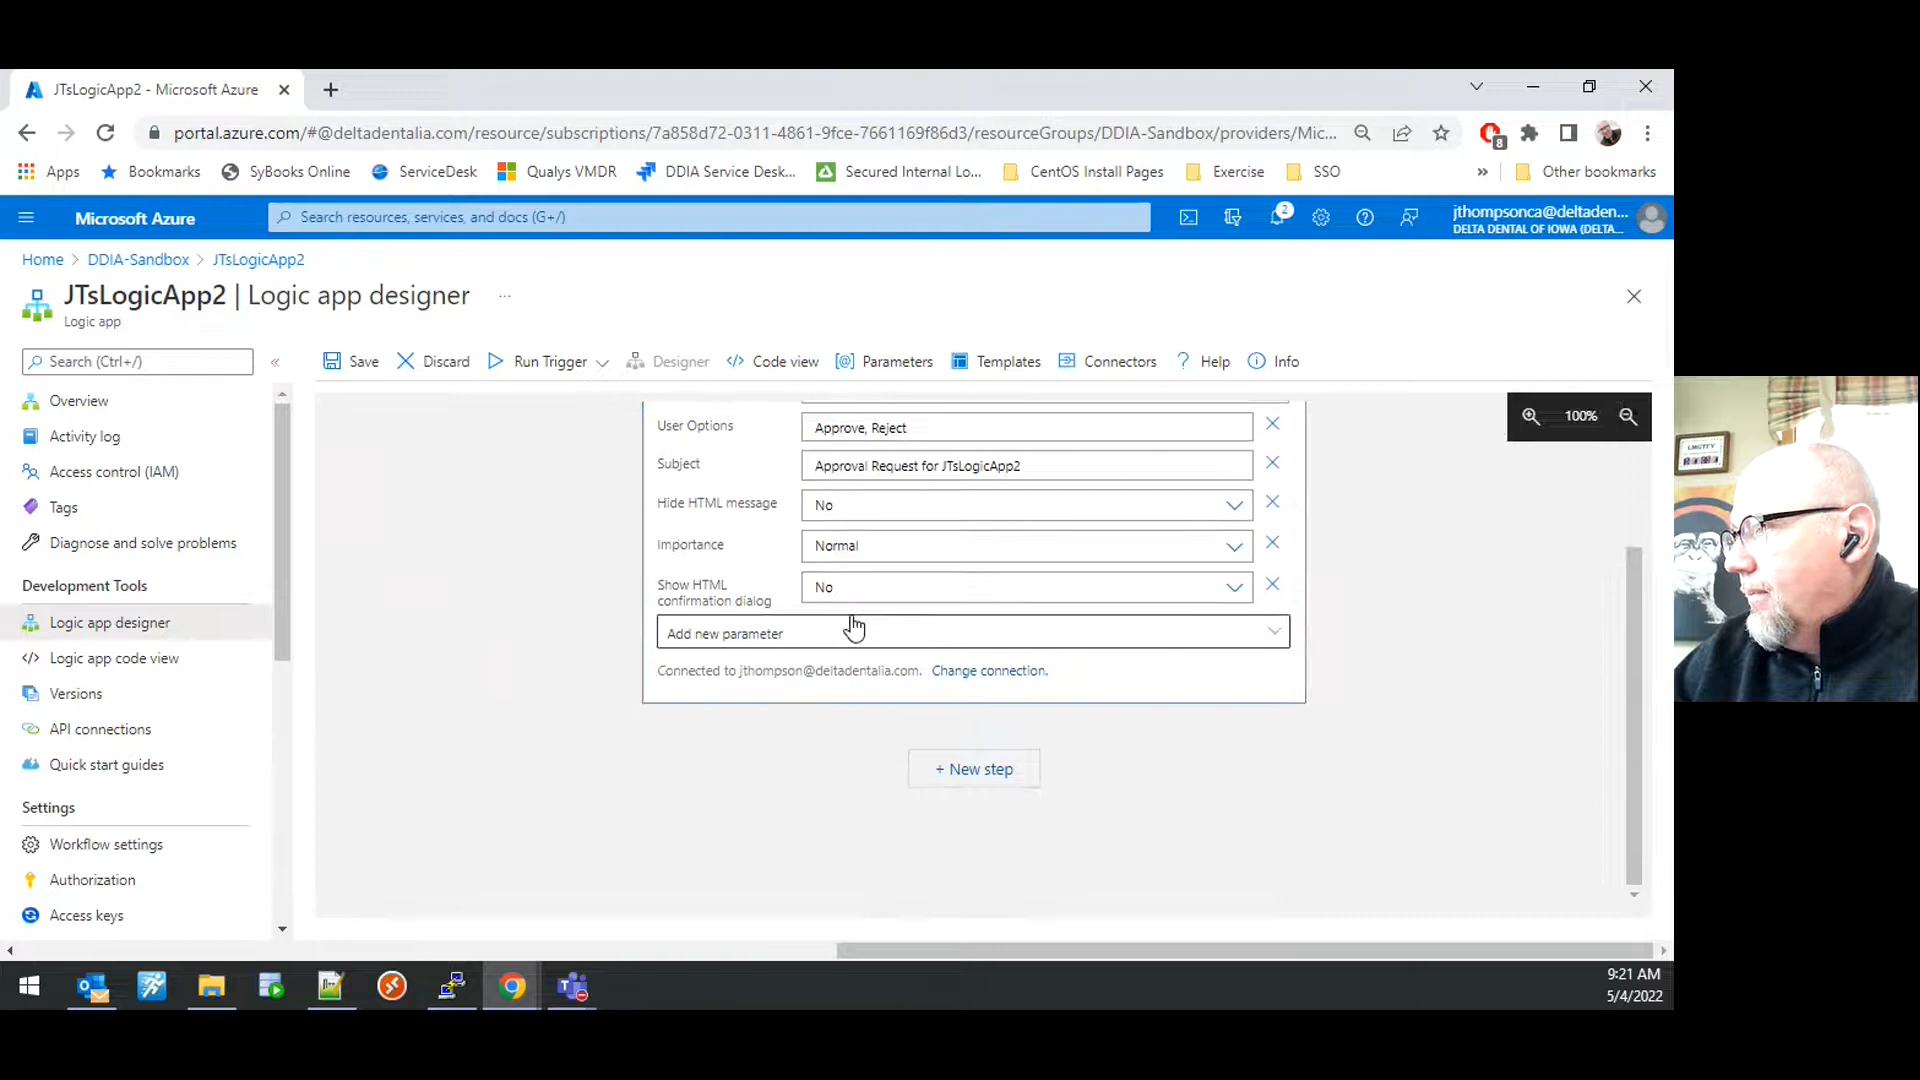 JTsLogicApp2 - Microsoft Azure
portal.azure.com/#@deltadentalia.com/resource/subscriptions/7a858d72-0311-4861-9fce-7661169f86d3/resourceGroups/DDIA-Sandbox/providers/Mic...
8
Apps Bookmarks SyBooks Online ServiceDesk Qualys VMDR DDIA Service Desk... Secured Internal Lo... CentOS Install Pages Exercise SSO » Other bookmarks
Microsoft Azure
Search resources, services, and docs (G+/)
2
jthompsonca@deltaden...
DELTA DENTAL OF IOWA (DELTA...
Home > DDIA-Sandbox > JTsLogicApp2
JTsLogicApp2 | Logic app designer ...
Logic app
Search (Ctrl+/) «
Save Discard Run Trigger Designer Code view Parameters Templates Connectors Help Info
Overview
Activity log
Access control (IAM)
Tags
Diagnose and solve problems
Development Tools
Logic app designer
Logic app code view
Versions
API connections
Quick start guides
Settings
Workflow settings
Authorization
Access keys
100%
User Options Approve, Reject
Subject Approval Request for JTsLogicApp2
Hide HTML message No
Importance Normal
Show HTML
confirmation dialog
No
Add new parameter
Connected to jthompson@deltadentalia.com. Change connection.
+ New step
LMGTFY
9:21 AM
5/4/2022